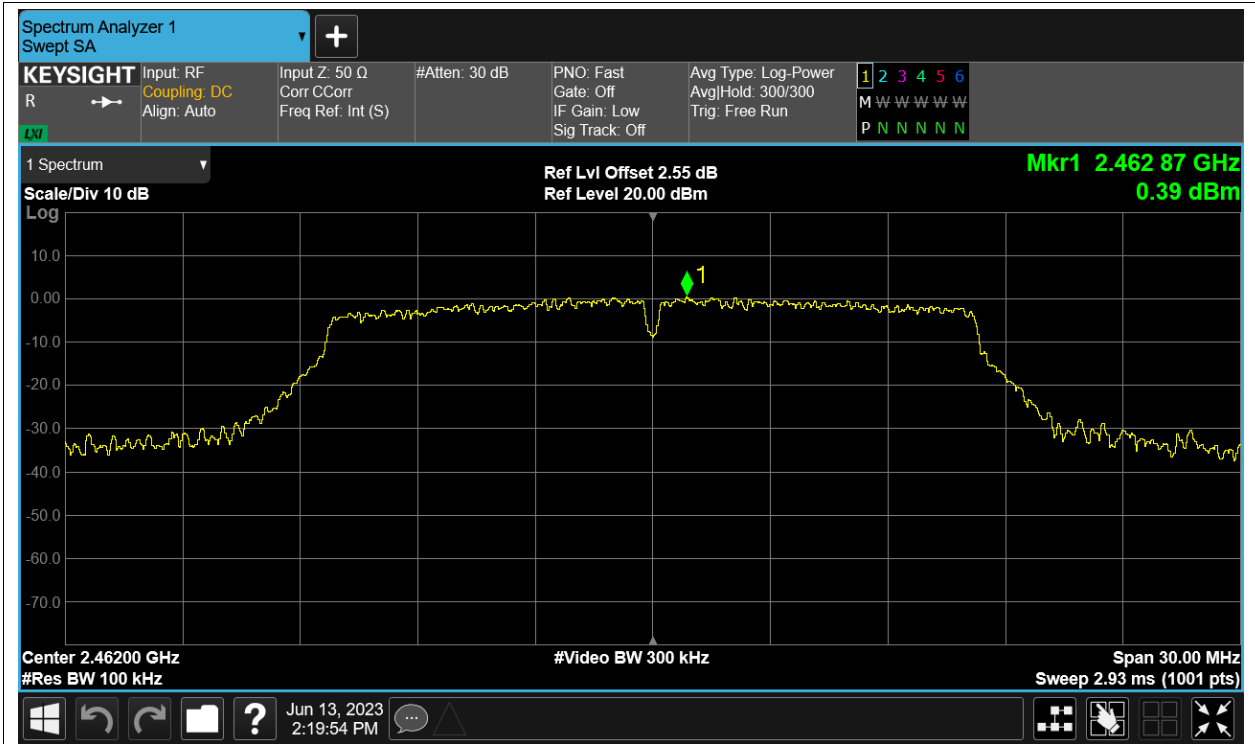 Spectrum Analyzer 1
Swept SA
KEYSIGHT
R
LXI
Input: RF
Coupling: DC
Align: Auto
Input Z: 50 Ω
Corr CCorr
Freq Ref: Int (S)
#Atten: 30 dB
PNO: Fast
Gate: Off
IF Gain: Low
Sig Track: Off
Avg Type: Log-Power
Avg|Hold: 300/300
Trig: Free Run
1 2 3 4 5 6
M W W W W W
P N N N N N
1 Spectrum
Scale/Div 10 dB
Log
Ref Lvl Offset 2.55 dB
Ref Level 20.00 dBm
Mkr1 2.462 87 GHz
0.39 dBm
1
10.0
0.00
-10.0
-20.0
-30.0
-40.0
-50.0
-60.0
-70.0
Center 2.46200 GHz
#Res BW 100 kHz
#Video BW 300 kHz
Span 30.00 MHz
Sweep 2.93 ms (1001 pts)
?
Jun 13, 2023
2:19:54 PM